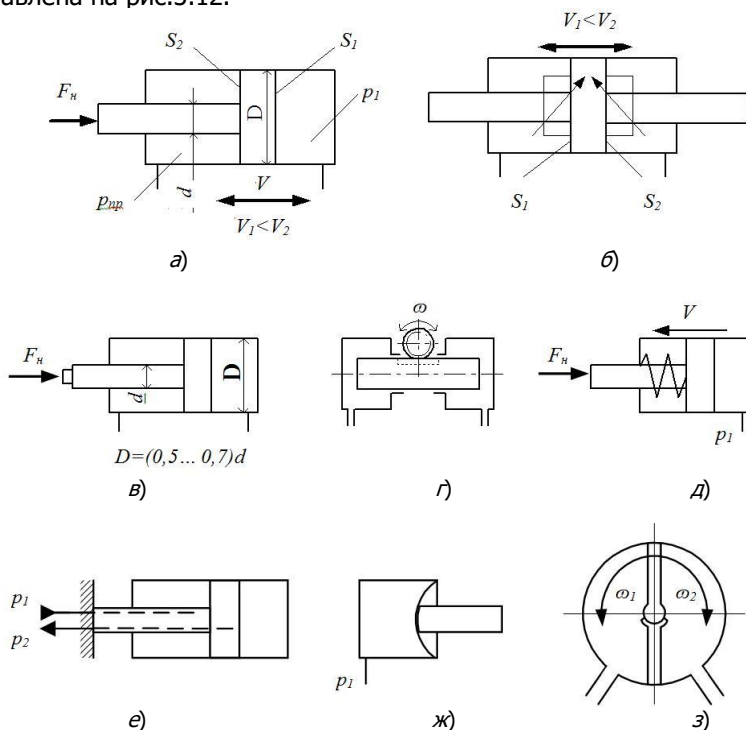 авлена на рис.3.12.
S₂
S₁
Fн
D
p₁
pпр
d
V
V₁<V₂
а)
V₁<V₂
S₁
S₂
б)
Fн
d
D
D=(0,5... 0,7)d
в)
ω
г)
V
Fн
p₁
д)
p₁
p₂
е)
p₁
ж)
ω₁
ω₂
з)